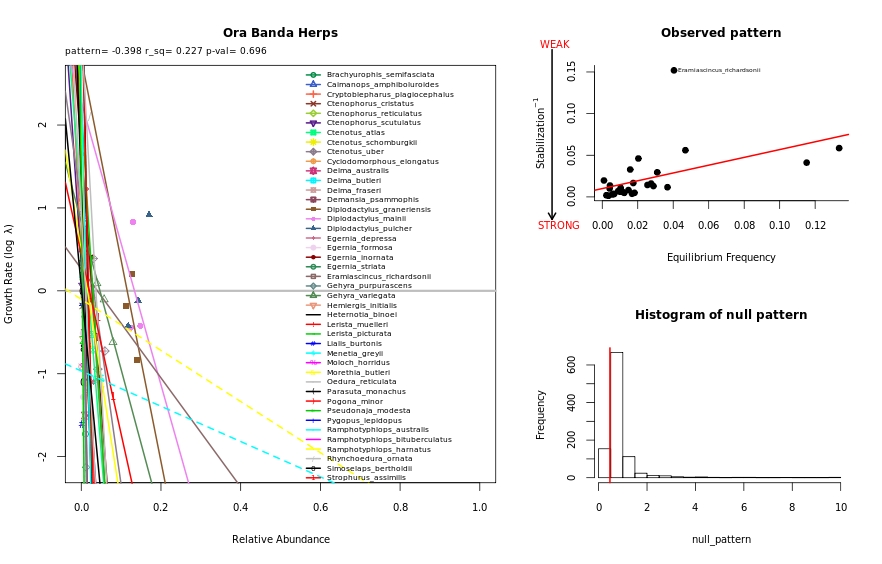 Ora Banda Herps
pattern= -0.398 r_sq= 0.227 p-val= 0.696
Growth Rate (log λ)
2
1
0
-1
-2
0.0 0.2 0.4 0.6 0.8 1.0
Relative Abundance
Brachyurophis_semifasciata
Caimanops_amphiboluroides
Cryptoblepharus_plagiocephalus
Ctenophorus_cristatus
Ctenophorus_reticulatus
Ctenophorus_scutulatus
Ctenotus_atlas
Ctenotus_schomburgkii
Ctenotus_uber
Cyclodomorphus_elongatus
Delma_australis
Delma_butleri
Delma_fraseri
Demansia_psammophis
Diplodactylus_granariensis
Diplodactylus_maini
Diplodactylus_pulcher
Egernia_depressa
Egernia_formosa
Egernia_inornata
Egernia_striata
Eramiascincus_richardsonii
Gehyra_purpurascens
Gehyra_variegata
Hemiergis_initialis
Heternotia_binoei
Lerista_muelleri
Lerista_picturata
Lialis_burtonis
Menetia_greyii
Moloch_horridus
Morethia_butleri
Oedura_reticulata
Parasuta_monachus
Pogona_minor
Pseudonaja_modesta
Pygopus_lepidopus
Ramphotyphlops_australis
Ramphotyphlops_bituberculatus
Ramphotyphlops_hamatus
Rhynchoedura_ornata
Simoselaps_bertholdi
Strophurus_assimilis
WEAK
STRONG
Observed pattern
Stabilization⁻¹
0.15
0.10
0.05
0.00
Eramiascincus_richardsonii
0.00 0.02 0.04 0.06 0.08 0.10 0.12
Equilibrium Frequency
Histogram of null pattern
Frequency
600
400
200
0
0 2 4 6 8 10
null_pattern